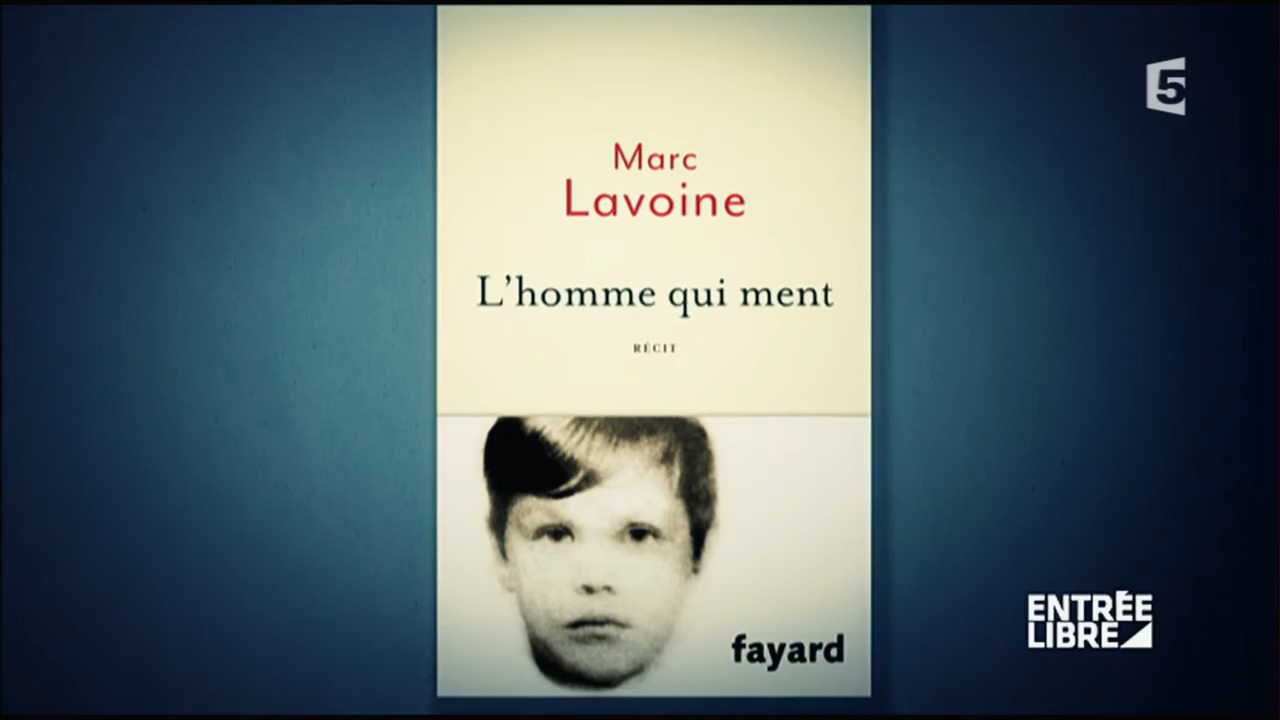 5
Marc
Lavoine
L'homme qui ment
RÉCIT
fayard
ENTRÉE
LIBRE